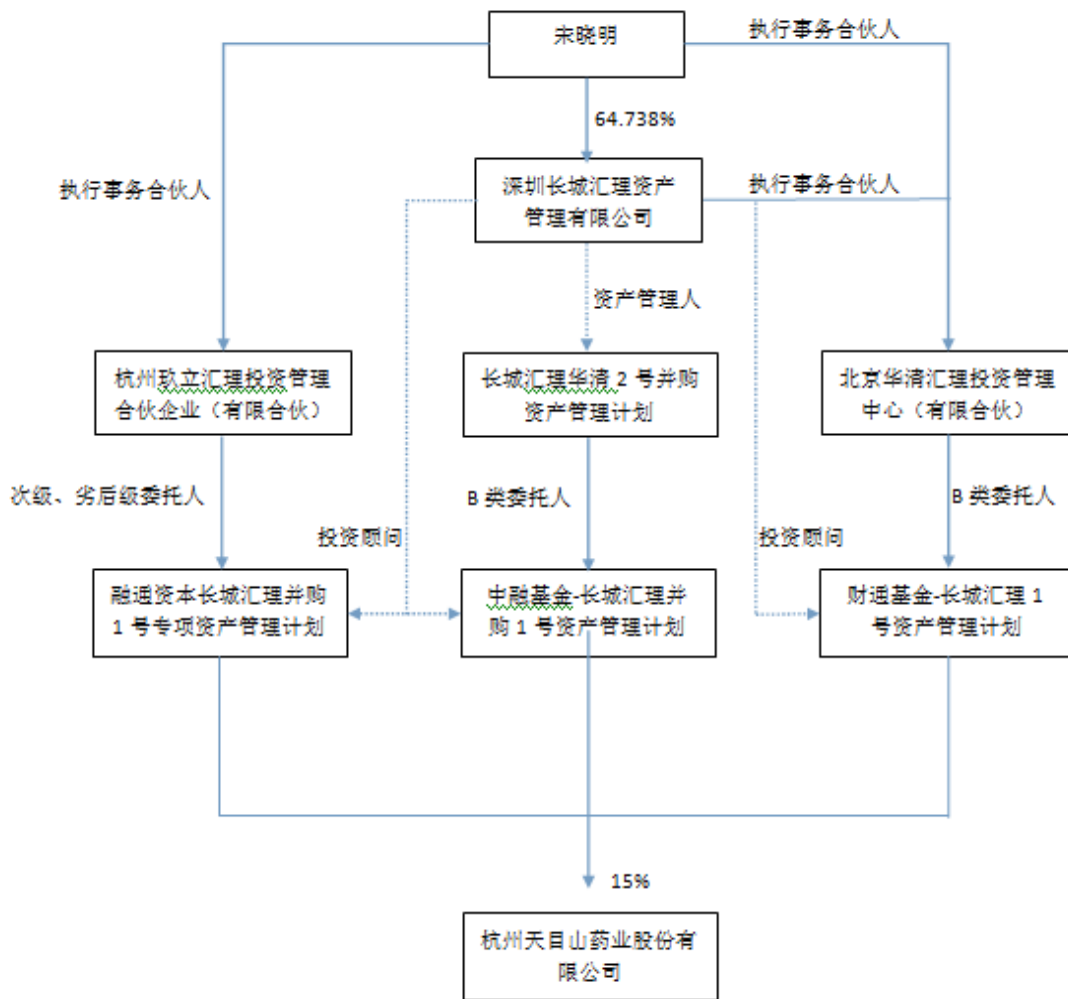 宋晓明
执行事务合伙人
64.738%
执行事务合伙人
深圳长城汇理资产
管理有限公司
执行事务合伙人
资产管理人
杭州玖立汇理投资管理
合伙企业（有限合伙）
长城汇理华清 2 号并购
资产管理计划
北京华清汇理投资管理
中心（有限合伙）
次级、劣后级委托人
B 类委托人
B 类委托人
投资顾问
投资顾问
融通资本长城汇理并购
1 号专项资产管理计划
中融基金-长城汇理并
购 1 号资产管理计划
财通基金-长城汇理 1
号资产管理计划
15%
杭州天目山药业股份有
限公司